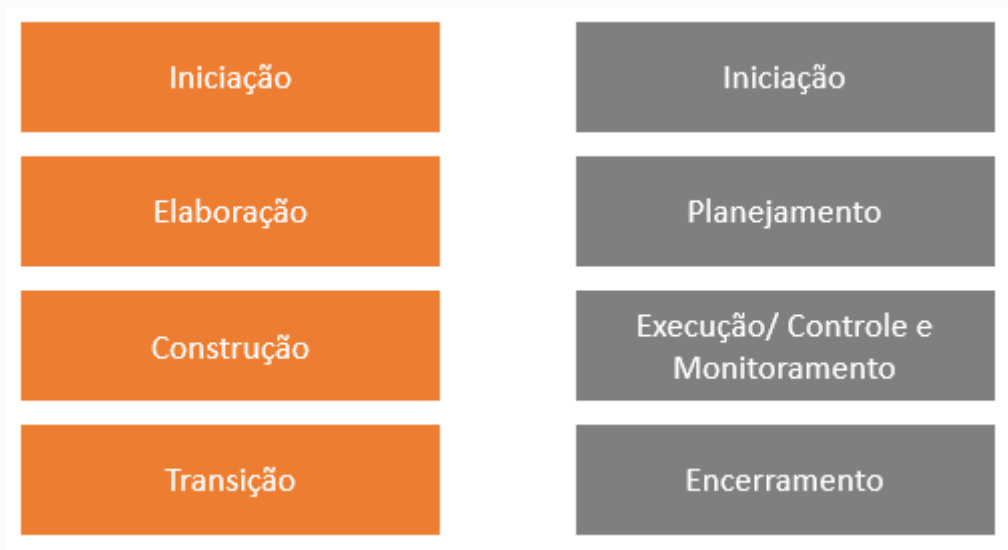 Iniciação
Iniciação
Elaboração
Planejamento
Construção
Execução/ Controle e
Monitoramento
Transição
Encerramento